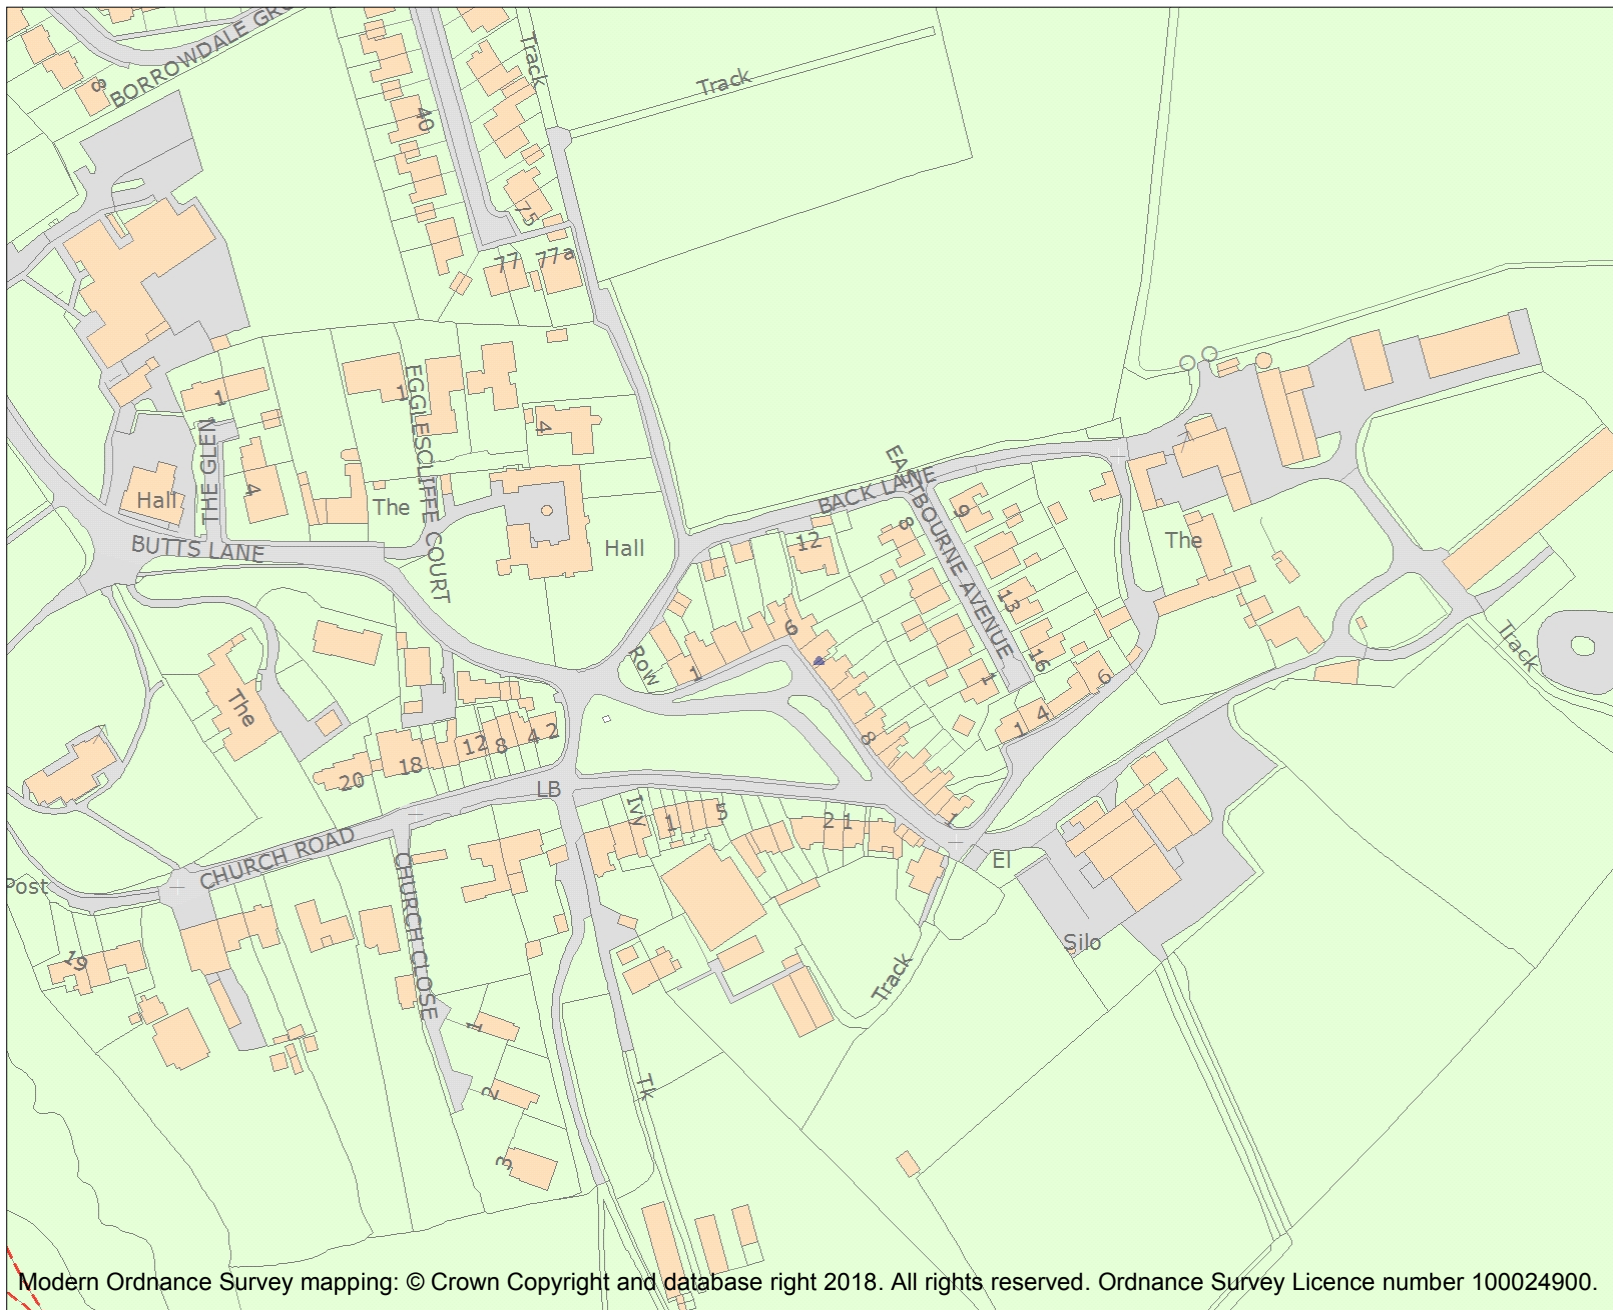 BORROWDALE GRO
8
40
Track
Track
75
77
77a
1
THE GLEN
4
Hall
The
1
EGGLESCLIFFE COURT
4
Hall
BUTTS LANE
BACK LANE
EASTBOURNE AVENUE
8
9
12
13
16
1
The
Track
Row
1
6
8
1
1
4
6
The
20
18
12
8
4
2
LB
Ivy
1
5
2
1
El
CHURCH ROAD
CHURCH CLOSE
Post
19
Silo
Track
1
2
3
Tk
Modern Ordnance Survey mapping: © Crown Copyright and database right 2018. All rights reserved. Ordnance Survey Licence number 100024900.